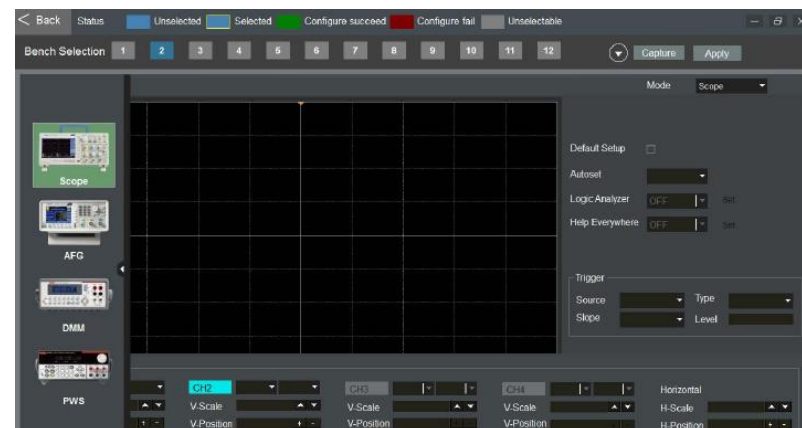 < Back Status Unselected Selected Configure succeed Configure fail Unselectable
Bench Selection 1 2 3 4 5 6 7 8 9 10 11 12 Capture Apply
Mode Scope
Default Setup
Autoset
Logic Analyzer OFF Set
Help Everywhere OFF Set
Scope
AFG
DMM
PWS
Trigger
Source Type
Slope Level
CH2 CH3 CH4 Horizontal
V-Scale V-Scale V-Scale H-Scale
V-Position V-Position V-Position H-Position